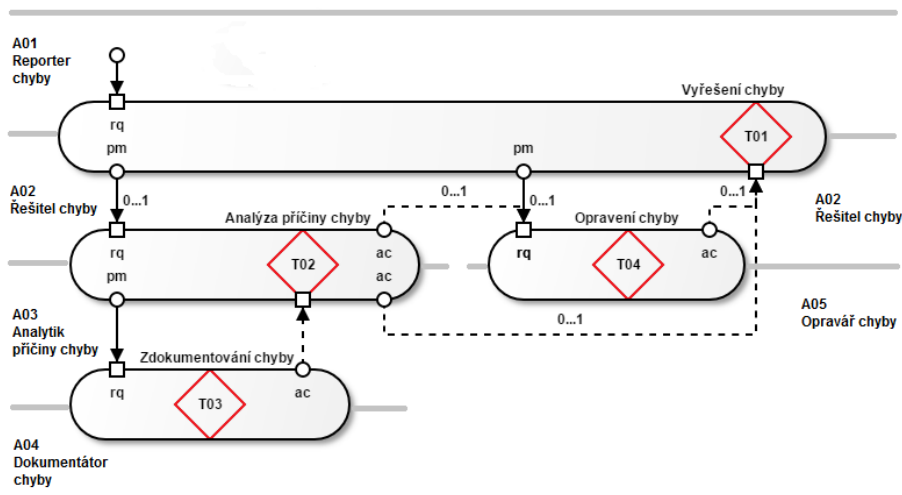 A01
Reporter
chyby
Vyřešení chyby
rq
T01
pm
pm
A02
Řešitel chyby
0...1
0...1
0...1
0...1
A02
Řešitel chyby
Analýza příčiny chyby
Opravení chyby
rq
ac
rq
ac
pm
T02
ac
T04
A03
Analytik
příčiny chyby
0...1
A05
Opravář chyby
Zdokumentování chyby
rq
ac
T03
A04
Dokumentátor
chyby